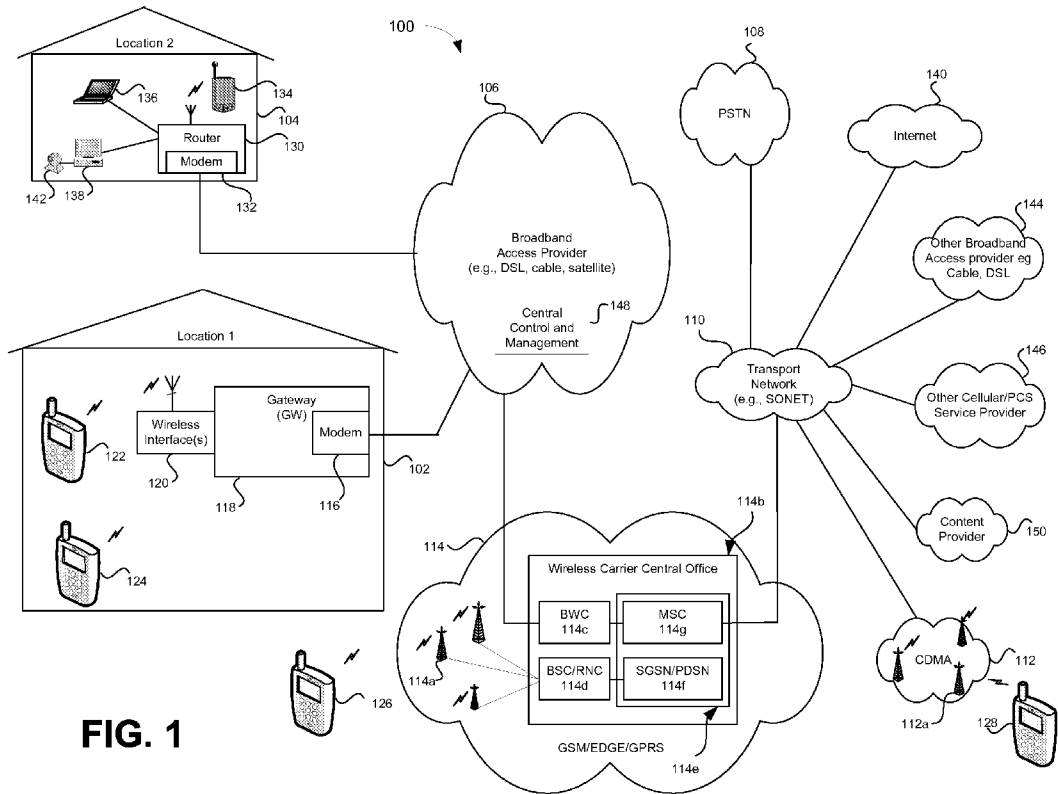 100
Location 2
136
134
104
Router
130
Modem
142
138
132
106
Broadband
Access Provider
(e.g., DSL, cable, satellite)
Central
Control and
Management
148
108
PSTN
140
Internet
144
Other Broadband
Access provider eg
Cable, DSL
110
Transport
Network
(e.g., SONET)
146
Other Cellular/PCS
Service Provider
Content
Provider
150
Location 1
122
Wireless
Interface(s)
120
Gateway
(GW)
Modem
118
116
102
124
126
114
114b
Wireless Carrier Central Office
BWC
114c
MSC
114g
BSC/RNC
114d
SGSN/PDSN
114f
114a
GSM/EDGE/GPRS
114e
CDMA
112
112a
128
FIG. 1